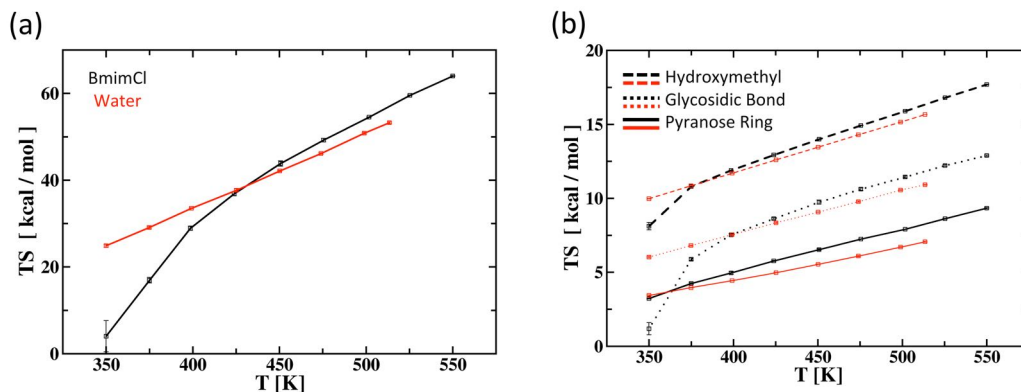 (a)
TS [ kcal / mol ]
60
40
20
0
BmimCl
Water
350 400 450 500 550
T [K]
(b)
TS [ kcal / mol ]
20
15
10
5
0
Hydroxymethyl
Glycosidic Bond
Pyranose Ring
350 400 450 500 550
T [K]